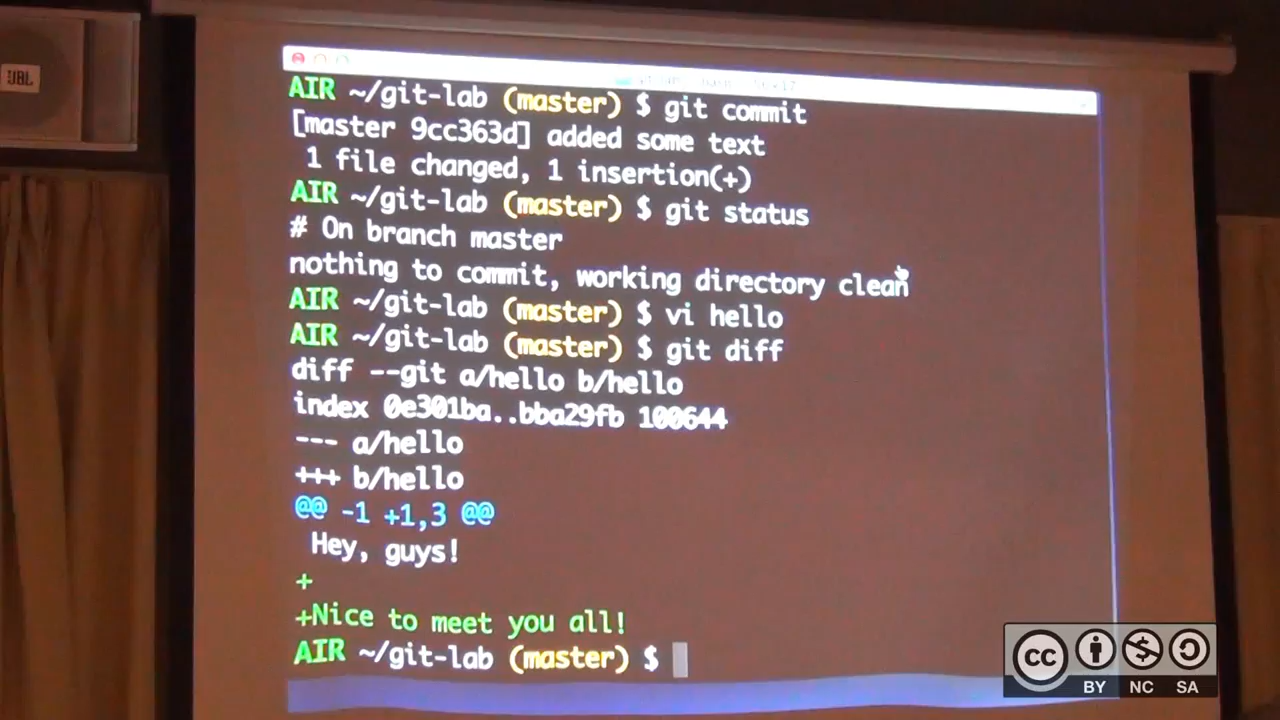 JBL
AIR ~/git-lab (master) $ git commit
[master 9cc363d] added some text
 1 file changed, 1 insertion(+)
AIR ~/git-lab (master) $ git status
# On branch master
nothing to commit, working directory clean
AIR ~/git-lab (master) $ vi hello
AIR ~/git-lab (master) $ git diff
diff --git a/hello b/hello
index 0e301ba..bba29fb 100644
--- a/hello
+++ b/hello
@@ -1 +1,3 @@
 Hey, guys!
+
+Nice to meet you all!
AIR ~/git-lab (master) $
cc
BY NC SA